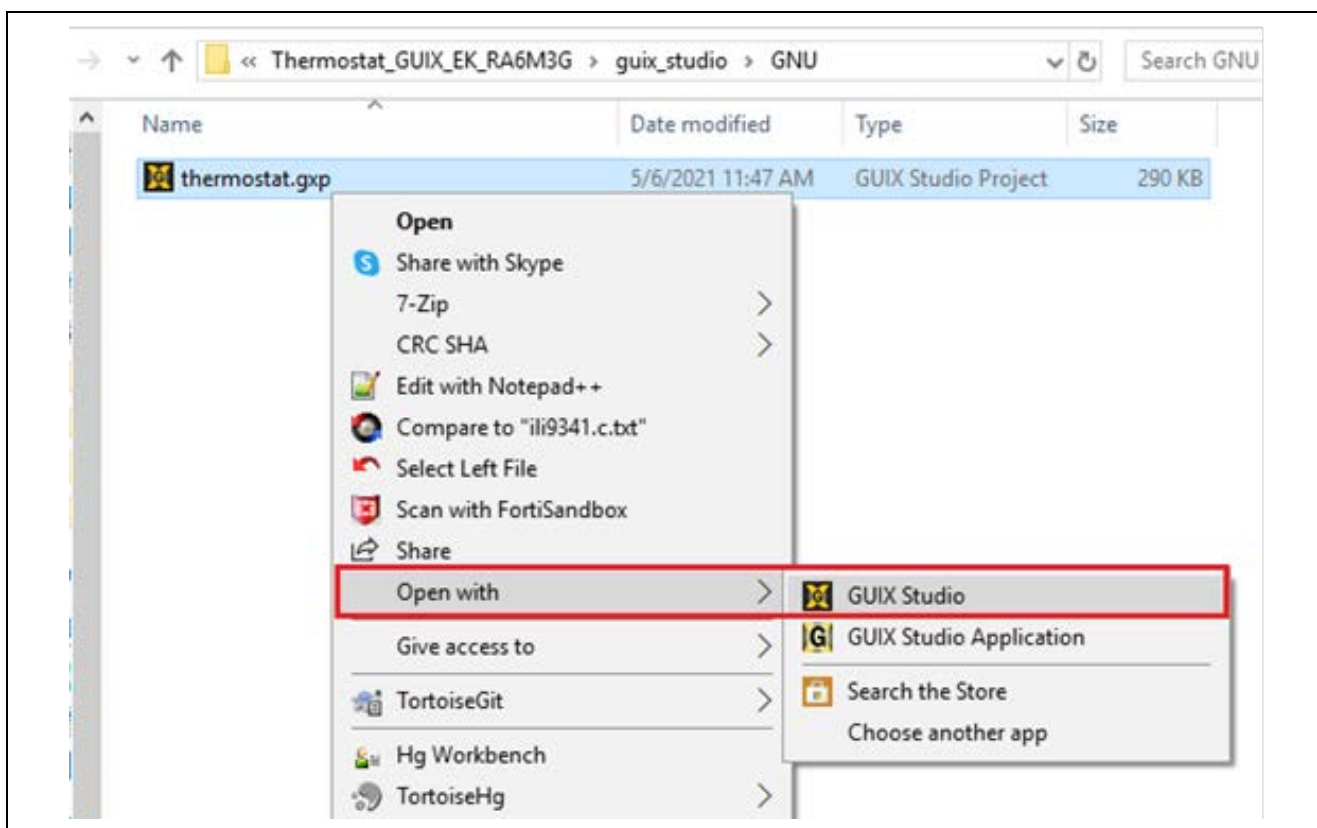 « Thermostat_GUIX_EK_RA6M3G > guix_studio > GNU Search GNU
Name Date modified Type Size
thermostat.gxp 5/6/2021 11:47 AM GUIX Studio Project 290 KB
Open
Share with Skype
7-Zip
CRC SHA
Edit with Notepad++
Compare to "ili9341.c.txt"
Select Left File
Scan with FortiSandbox
Share
Open with GUIX Studio
Give access to GUIX Studio Application
TortoiseGit Search the Store
Choose another app
Hg Workbench
TortoiseHg